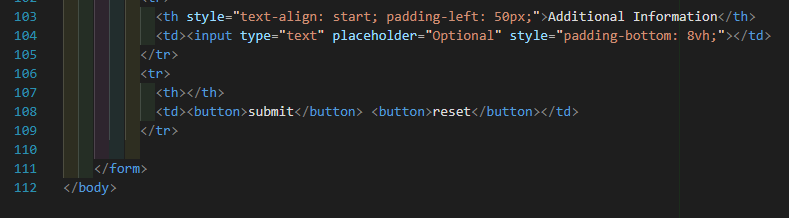 102 <tr>
103 <th style="text-align: start; padding-left: 50px;">Additional Information</th>
104 <td><input type="text" placeholder="Optional" style="padding-bottom: 8vh;"></td>
105 </tr>
106 <tr>
107 <th></th>
108 <td><button>submit</button> <button>reset</button></td>
109 </tr>
110
111 </form>
112 </body>